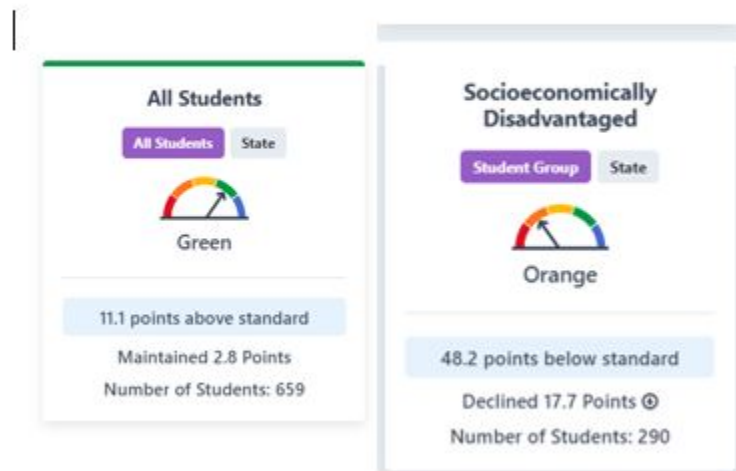 All Students
All Students State
Green
11.1 points above standard
Maintained 2.8 Points
Number of Students: 659
Socioeconomically
Disadvantaged
Student Group State
Orange
48.2 points below standard
Declined 17.7 Points
Number of Students: 290